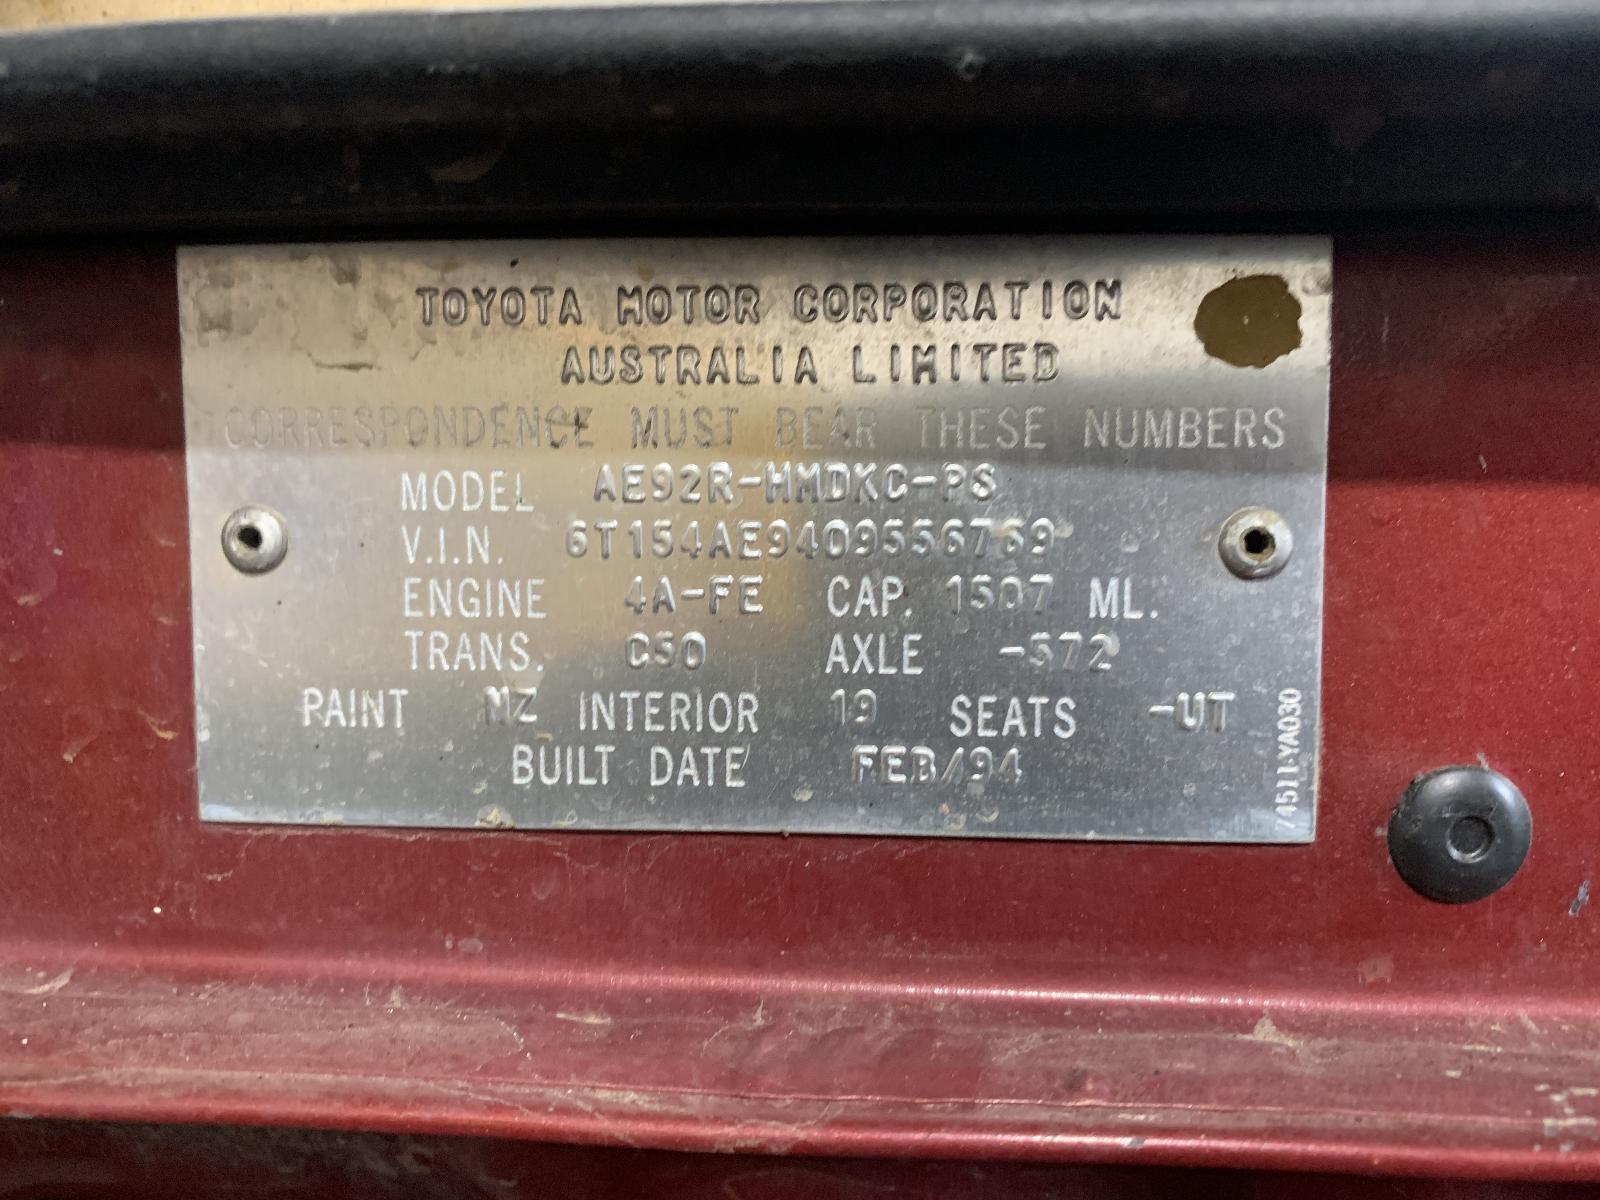 TOYOTA MOTOR CORPORATION
AUSTRALIA LIMITED
CORRESPONDENCE MUST BEAR THESE NUMBERS
MODEL AE92R-HMDKC-PS
V.I.N. 6T154AE9409556769
ENGINE 4A-FE CAP. 1587 ML.
TRANS. C50 AXLE -572
PAINT MZ INTERIOR 19 SEATS -UT
BUILT DATE FEB/94
74511-YA030